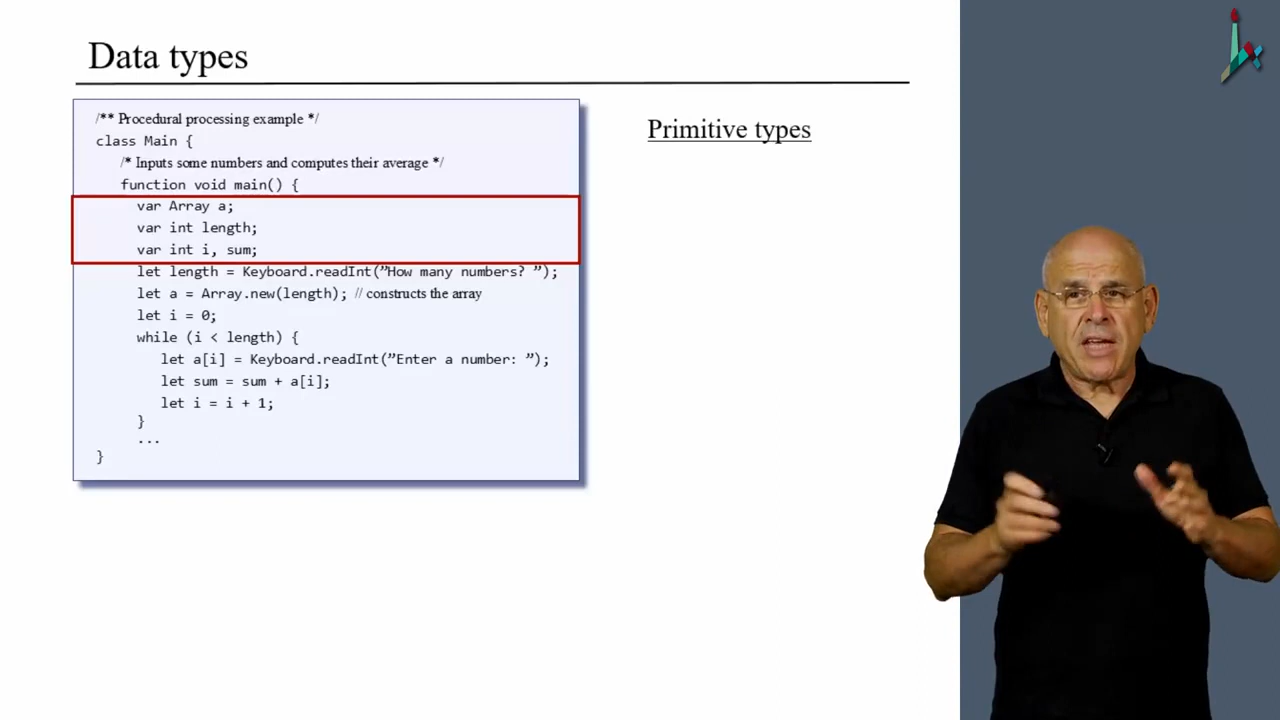 Data types
/** Procedural processing example */
class Main {
/* Inputs some numbers and computes their average */
function void main() {
var Array a;
var int length;
var int i, sum;
let length = Keyboard.readInt(”How many numbers? ”);
let a = Array.new(length); // constructs the array
let i = 0;
while (i < length) {
let a[i] = Keyboard.readInt(”Enter a number: ”);
let sum = sum + a[i];
let i = i + 1;
}
...
}
Primitive types